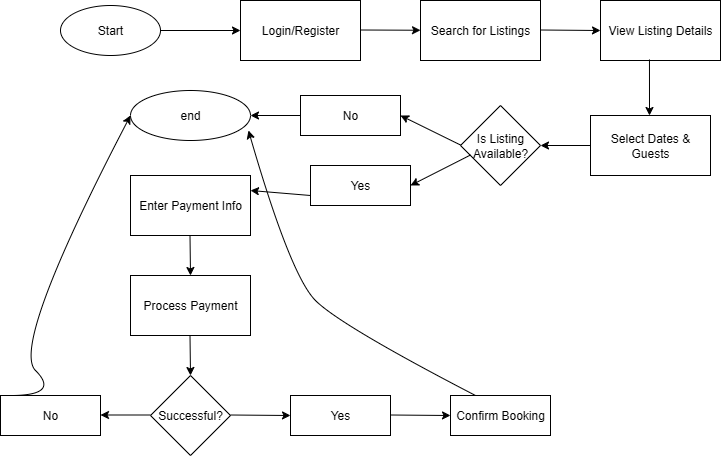 Start
Login/Register
Search for Listings
View Listing Details
end
No
Is Listing
Available?
Select Dates &
Guests
Yes
Enter Payment Info
Process Payment
No
Successful?
Yes
Confirm Booking